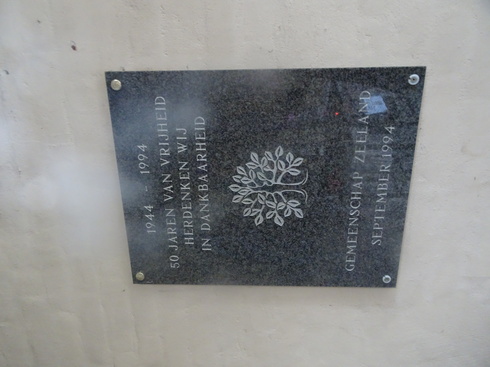 1944 - 1994
50 JAREN VAN VRIJHEID
HERDENKEN WIJ
IN DANKBAARHEID
GEMEENSCHAP ZEELAND
SEPTEMBER 1994